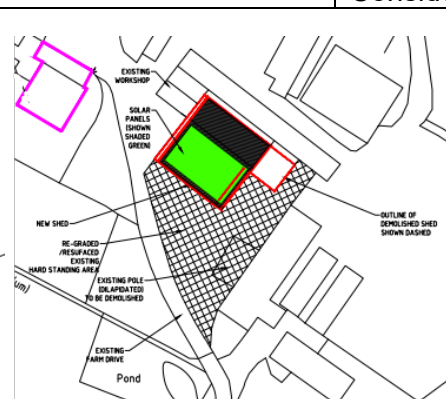 EXISTING
WORKSHOP
SOLAR
PANELS
(SHOWN
SHADED
GREEN)
OUTLINE OF
DEMOLISHED SHED
SHOWN DASHED
NEW SHED
RE-GRADED
/RESUFACED
EXISTING
HARD STANDING AREA
EXISTING POLE
(DILAPIDATED)
TO BE DEMOLISHED
EXISTING
FARM DRIVE
Pond